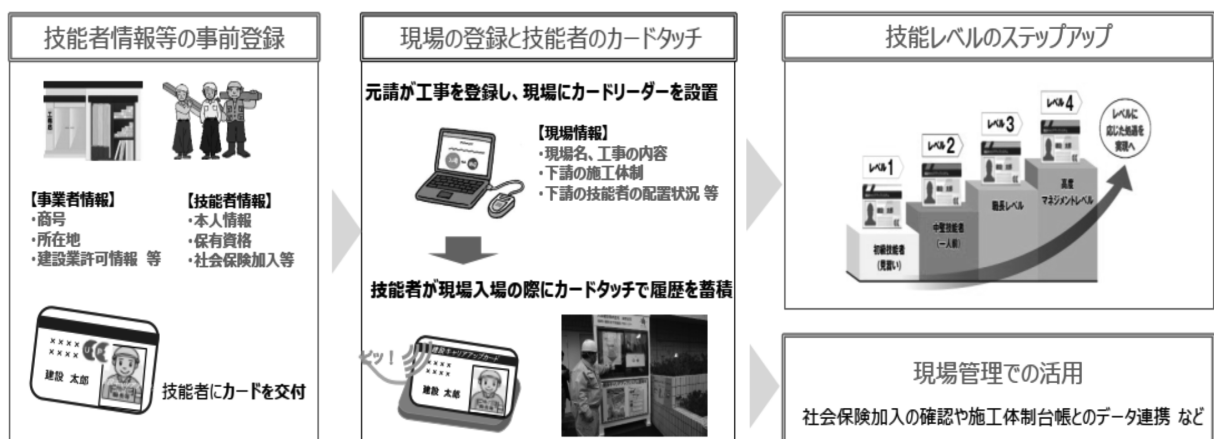 技能者情報等の事前登録
【事業者情報】
・商号
・所在地
・建設業許可情報 等
【技能者情報】
・本人情報
・保有資格
・社会保険加入等
××××
××××
建設 太郎
技能者にカードを交付
現場の登録と技能者のカードタッチ
元請が工事を登録し、現場にカードリーダーを設置
【現場情報】
・現場名、工事の内容
・下請の施工体制
・下請の技能者の配置状況 等
技能者が現場入場の際にカードタッチで履歴を蓄積
ピッ!
建設キャリアアップカード
××××
××××
建設 太郎
技能レベルのステップアップ
レベル1
レベル2
レベル3
レベル4
レベルに
応じた処遇を
実現へ
初級技能者
(見習い)
中堅技能者
(一人前)
職長レベル
高度
マネジメントレベル
現場管理での活用
社会保険加入の確認や施工体制台帳とのデータ連携 など